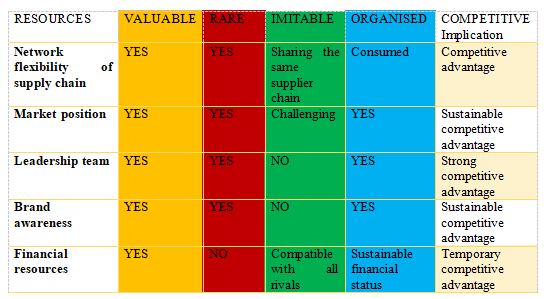 RESOURCES VALUABLE RARE IMITABLE ORGANISED COMPETITIVE
Implication
Network flexibility of supply chain YES YES Sharing the same supplier chain Consumed Competitive advantage
Market position YES YES Challenging YES Sustainable competitive advantage
Leadership team YES YES NO YES Strong competitive advantage
Brand awareness YES YES NO YES Sustainable competitive advantage
Financial resources YES NO Compatible with all rivals Sustainable financial status Temporary competitive advantage